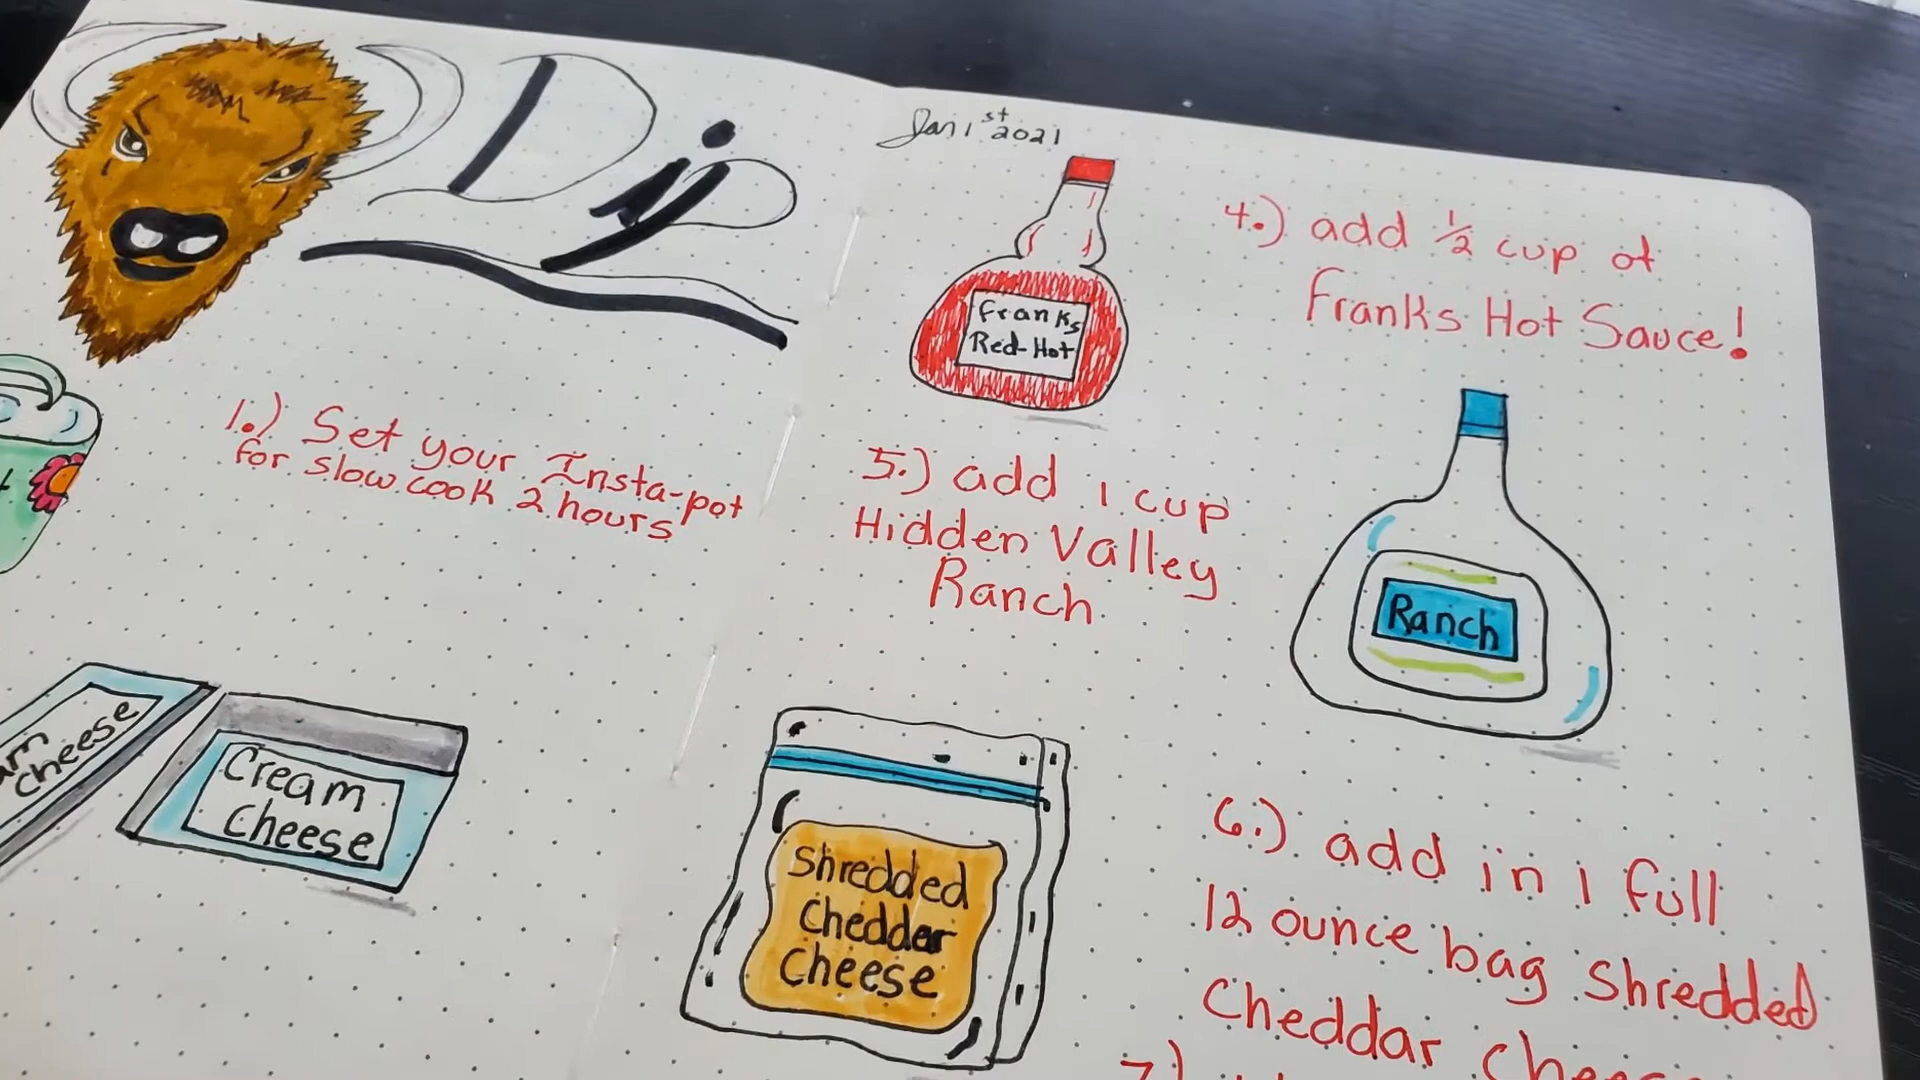 Dip
1.) Set your Insta-pot
for slow cook 2 hours
Cheese
Cream
Cheese
Jan 1st 2021
Franks
Red-Hot
4.) add 1/2 cup of
Franks Hot Sauce!
5.) add 1 cup
Hidden Valley
Ranch
Ranch
Shredded
Cheddar
Cheese
6.) add in 1 full
12 ounce bag shredded
Cheddar
7.)